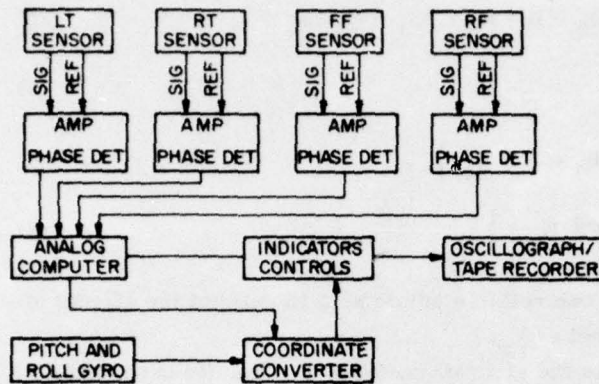 LT
SENSOR
RT
SENSOR
FF
SENSOR
RF
SENSOR
SIG
REF
SIG
REF
SIG
REF
SIG
REF
AMP
PHASE DET
AMP
PHASE DET
AMP
PHASE DET
AMP
PHASE DET
ANALOG
COMPUTER
INDICATORS
CONTROLS
OSCILLOGRAPH/
TAPE RECORDER
PITCH AND
ROLL GYRO
COORDINATE
CONVERTER